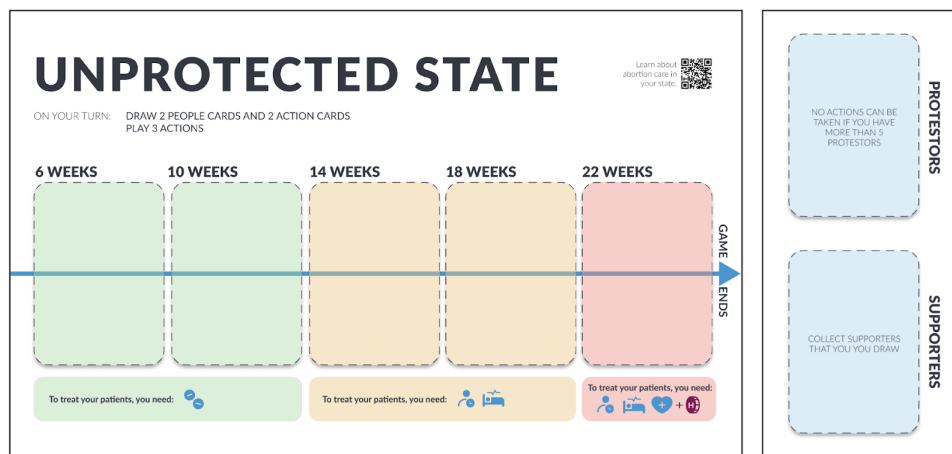 UNPROTECTED STATE
Learn about
abortion care in
your state.
ON YOUR TURN: DRAW 2 PEOPLE CARDS AND 2 ACTION CARDS
PLAY 3 ACTIONS
6 WEEKS
10 WEEKS
14 WEEKS
18 WEEKS
22 WEEKS
GAME ENDS
To treat your patients, you need:
To treat your patients, you need:
To treat your patients, you need:
+ H
NO ACTIONS CAN BE
TAKEN IF YOU HAVE
MORE THAN 5
PROTESTORS
PROTESTORS
COLLECT SUPPORTERS
THAT YOU YOU DRAW
SUPPORTERS